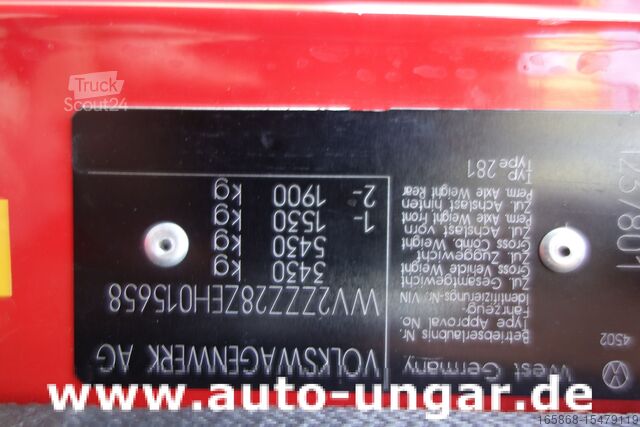 Truck
Scout24
VOLKSWAGENWERK AG
West Germany
4502
Betriebserlaubnis Nr.
Type Approval No.
Fahrzeug-
Identifizierungs-Nr. VIN
WV2ZZZ28ZEH015658
Zul. Gesamtgewicht
Gross Vehicle Weight
3430 kg
Zul. Zuggewicht
Gross Comb. Weight
5430 kg
Zul. Achslast vorn
Perm Axle Weight Front
1- 1530 kg
Zul. Achslast hinten
Perm Axle Weight Rear
2- 1900 kg
Typ
Type 281
www.auto-ungar.de
165868-15479119